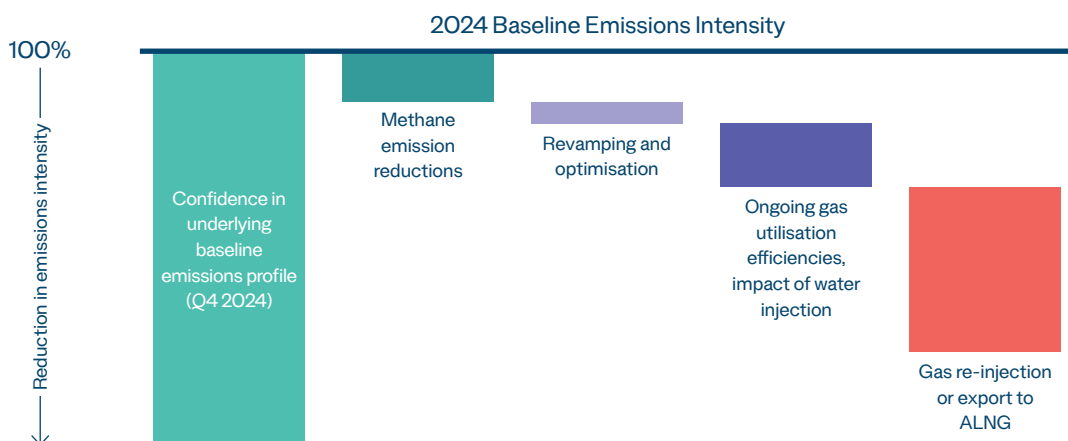 2024 Baseline Emissions Intensity
100%
Reduction in emissions intensity
Confidence in
underlying
baseline
emissions profile
(Q4 2024)
Methane
emission
reductions
Revamping and
optimisation
Ongoing gas
utilisation
efficiencies,
impact of water
injection
Gas re-injection
or export to
ALNG